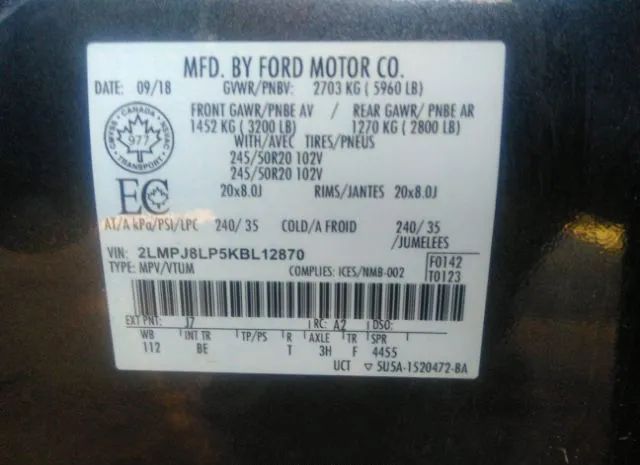 MFD. BY FORD MOTOR CO.
DATE: 09/18 GVWR/PNBV: 2703 KG ( 5960 LB)
FRONT GAWR/PNBE AV / REAR GAWR/ PNBE AR
1452 KG ( 3200 LB) 1270 KG ( 2800 LB)
WITH/AVEC TIRES/PNEUS
245/50R20 102V
245/50R20 102V
20x8.0J RIMS/JANTES 20x8.0J
CANADA
977
TRANSPORT
EC
AT/A kPa/PSI/LPC 240/ 35 COLD/A FROID 240/ 35
/JUMELEES
VIN: 2LMPJ8LP5KBL12870
TYPE: MPV/VTUM COMPLIES: ICES/NMB-002
F0142
T0123
EXT PNT: J7 RC: A2 DSO:
WB INT TR TP/PS R AXLE TR SPR
112 BE T 3H F 4455
UCT ▽ 5U5A-1520472-BA